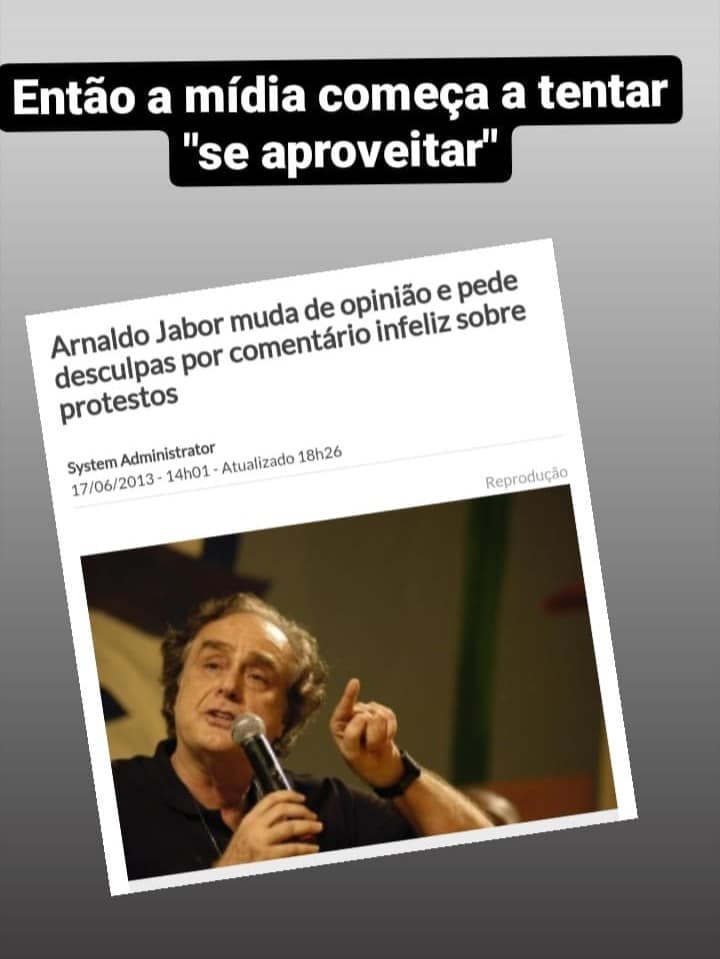 Então a mídia começa a tentar
"se aproveitar"
Arnaldo Jabor muda de opinião e pede
desculpas por comentário infeliz sobre
protestos
System Administrator
17/06/2013 - 14h01 - Atualizado 18h26
Reprodução